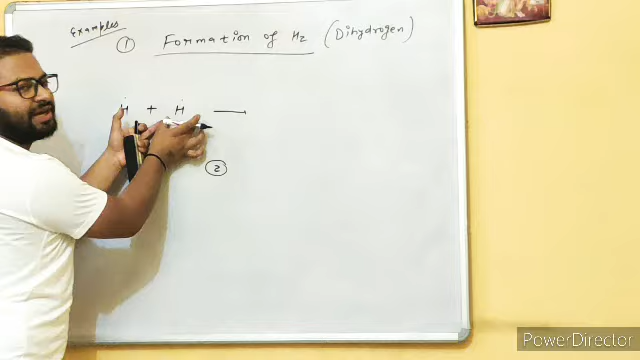 Examples
① Formation of H2 (Dihydrogen)
H + H —
②
PowerDirector